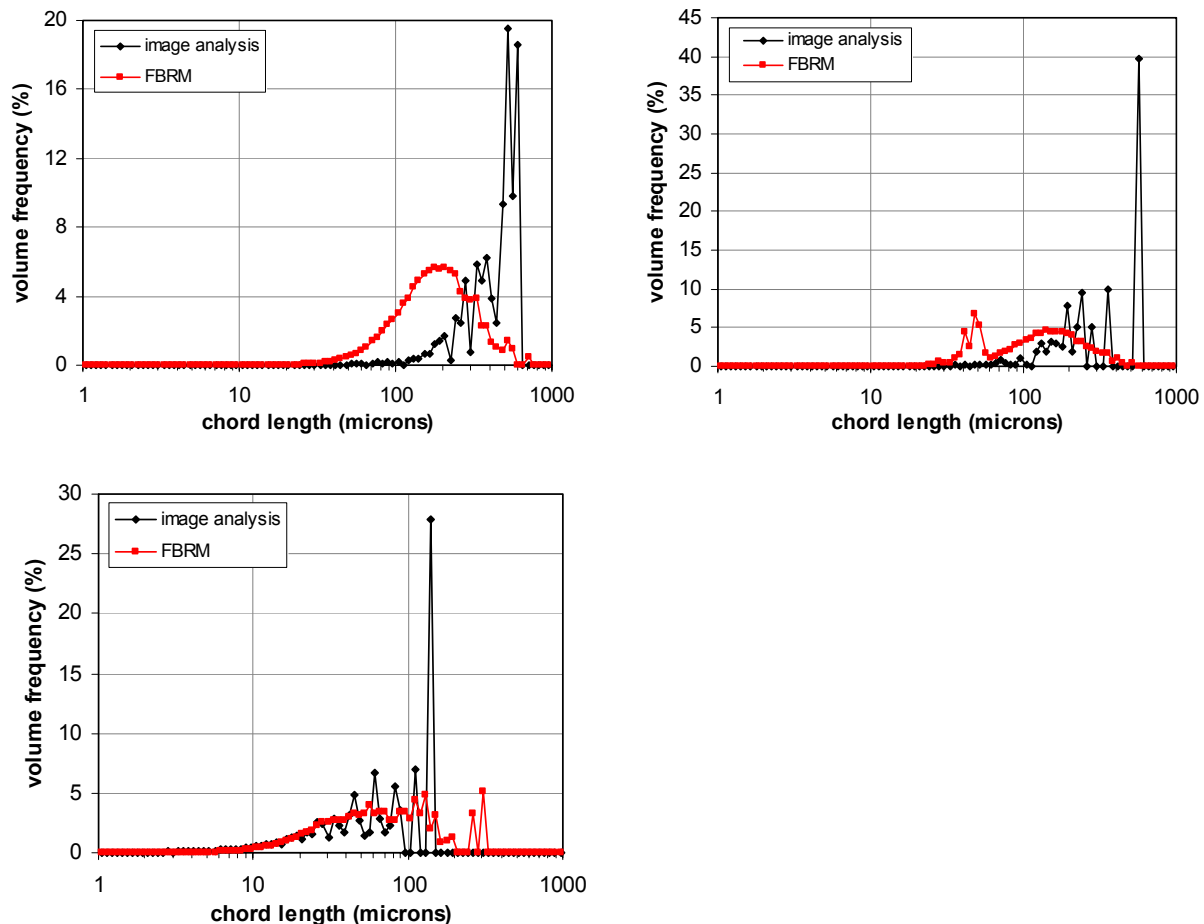 20
16
12
8
4
0
volume frequency (%)
image analysis
FBRM
1 10 100 1000
chord length (microns)
45
40
35
30
25
20
15
10
5
0
volume frequency (%)
image analysis
FBRM
1 10 100 1000
chord length (microns)
30
25
20
15
10
5
0
volume frequency (%)
image analysis
FBRM
1 10 100 1000
chord length (microns)